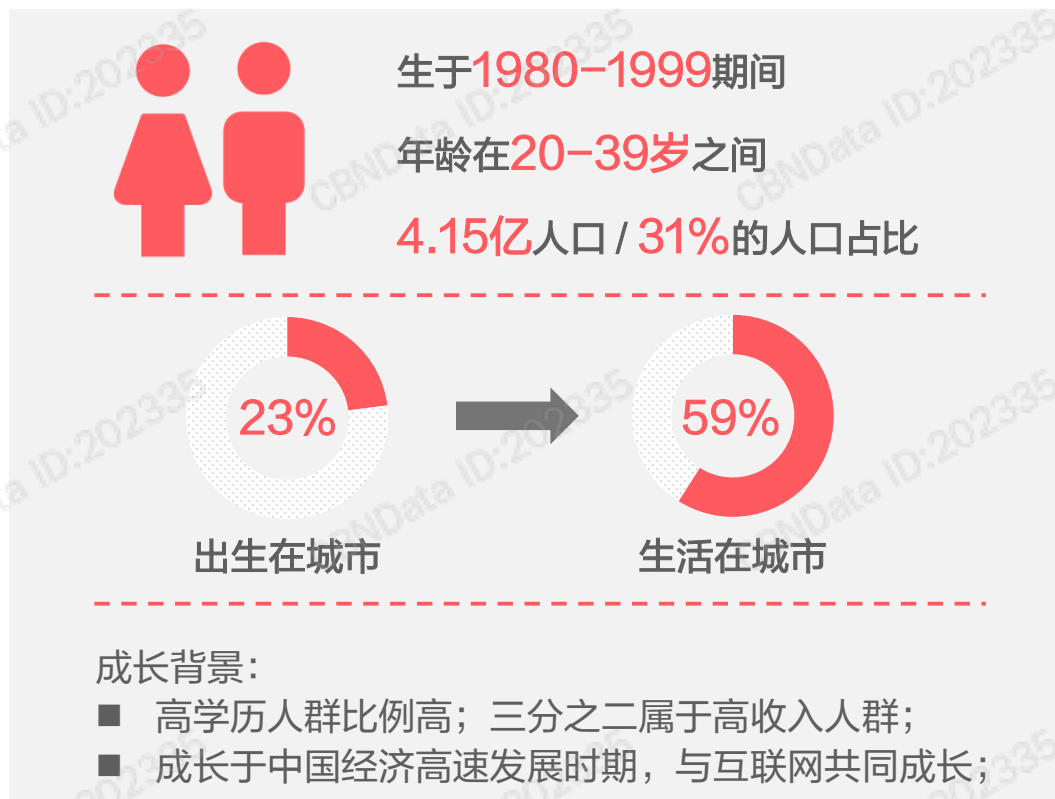 生于1980-1999期间
年龄在20-39岁之间
4.15亿人口 / 31%的人口占比
23%
59%
出生在城市
生活在城市
成长背景：
■ 高学历人群比例高；三分之二属于高收入人群；
■ 成长于中国经济高速发展时期，与互联网共同成长；
CBNData ID:202335